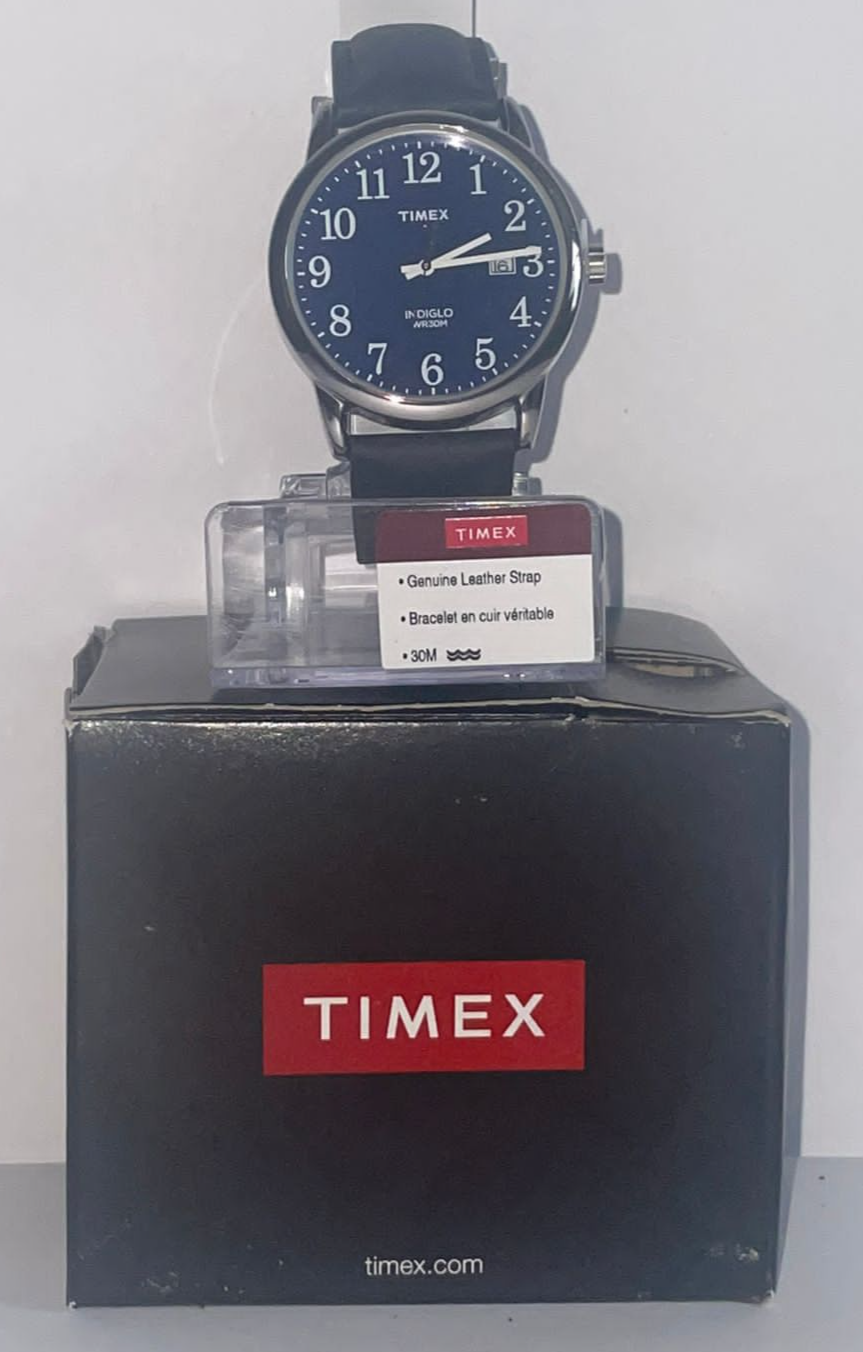 12
11
1
10
TIMEX
2
9
16
3
8
INDIGLO
WR30M
4
7
5
6
TIMEX
• Genuine Leather Strap
• Bracelet en cuir véritable
• 30M
TIMEX
timex.com